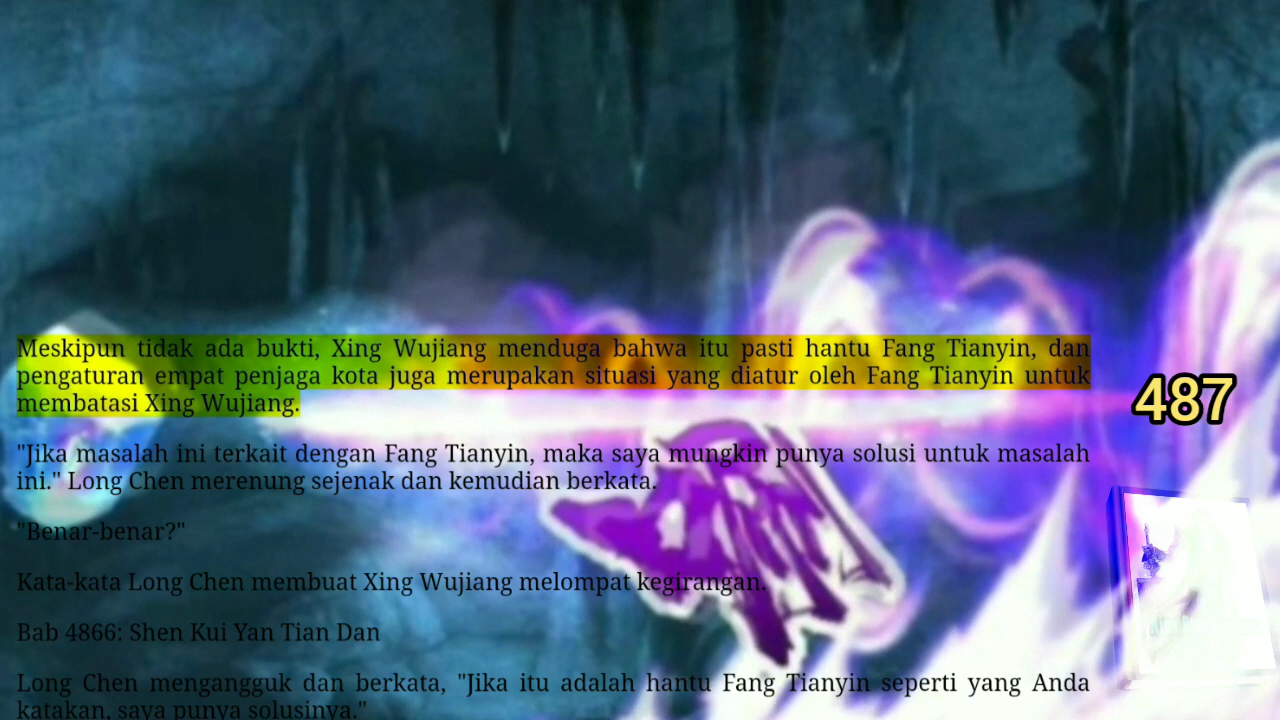 Meskipun tidak ada bukti, Xing Wujiang menduga bahwa itu pasti hantu Fang Tianyin, dan
pengaturan empat penjaga kota juga merupakan situasi yang diatur oleh Fang Tianyin untuk
membatasi Xing Wujiang.
"Jika masalah ini terkait dengan Fang Tianyin, maka saya mungkin punya solusi untuk masalah
ini." Long Chen merenung sejenak dan kemudian berkata.
"Benar-benar?"
Kata-kata Long Chen membuat Xing Wujiang melompat kegirangan.
Bab 4866: Shen Kui Yan Tian Dan
Long Chen mengangguk dan berkata, "Jika itu adalah hantu Fang Tianyin seperti yang Anda
katakan, saya punya solusinya."
487